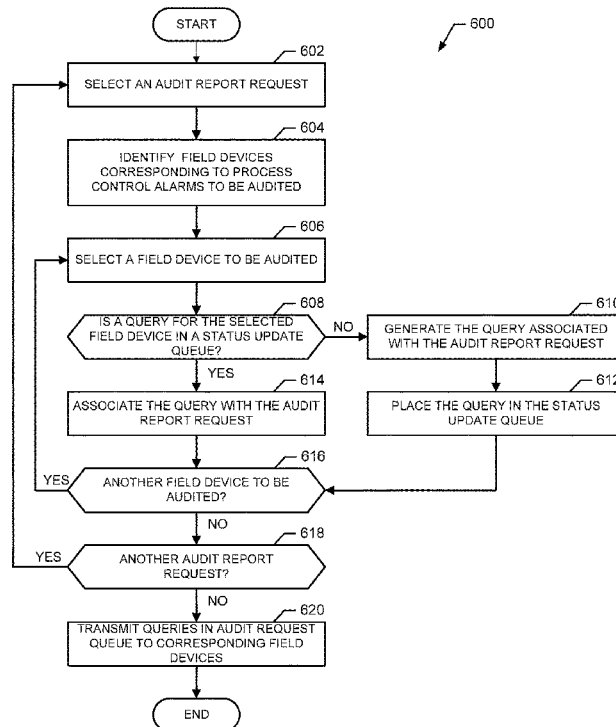 START
600
602
SELECT AN AUDIT REPORT REQUEST
604
IDENTIFY FIELD DEVICES
CORRESPONDING TO PROCESS
CONTROL ALARMS TO BE AUDITED
606
SELECT A FIELD DEVICE TO BE AUDITED
608
IS A QUERY FOR THE SELECTED
FIELD DEVICE IN A STATUS UPDATE
QUEUE?
NO
610
GENERATE THE QUERY ASSOCIATED
WITH THE AUDIT REPORT REQUEST
YES
614
ASSOCIATE THE QUERY WITH THE AUDIT
REPORT REQUEST
612
PLACE THE QUERY IN THE STATUS
UPDATE QUEUE
616
YES
ANOTHER FIELD DEVICE TO BE
AUDITED?
NO
618
YES
ANOTHER AUDIT REPORT
REQUEST?
NO
620
TRANSMIT QUERIES IN AUDIT REQUEST
QUEUE TO CORRESPONDING FIELD
DEVICES
END